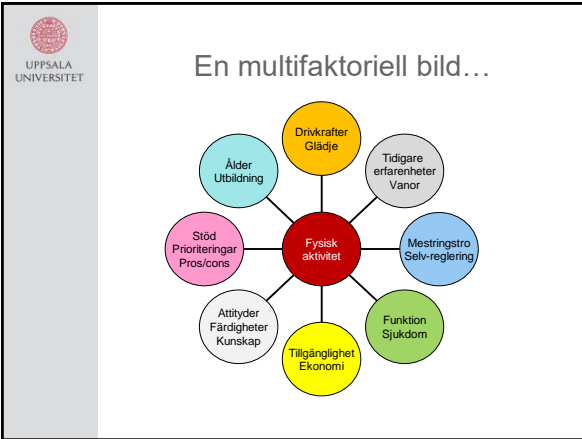 UPPSALA
UNIVERSITET
En multifaktoriell bild…
Drivkrafter
Glädje
Tidigare
erfarenheter
Vanor
Mestringstro
Selv-reglering
Funktion
Sjukdom
Tillgänglighet
Ekonomi
Attityder
Färdigheter
Kunskap
Stöd
Prioriteringar
Pros/cons
Ålder
Utbildning
Fysisk
aktivitet